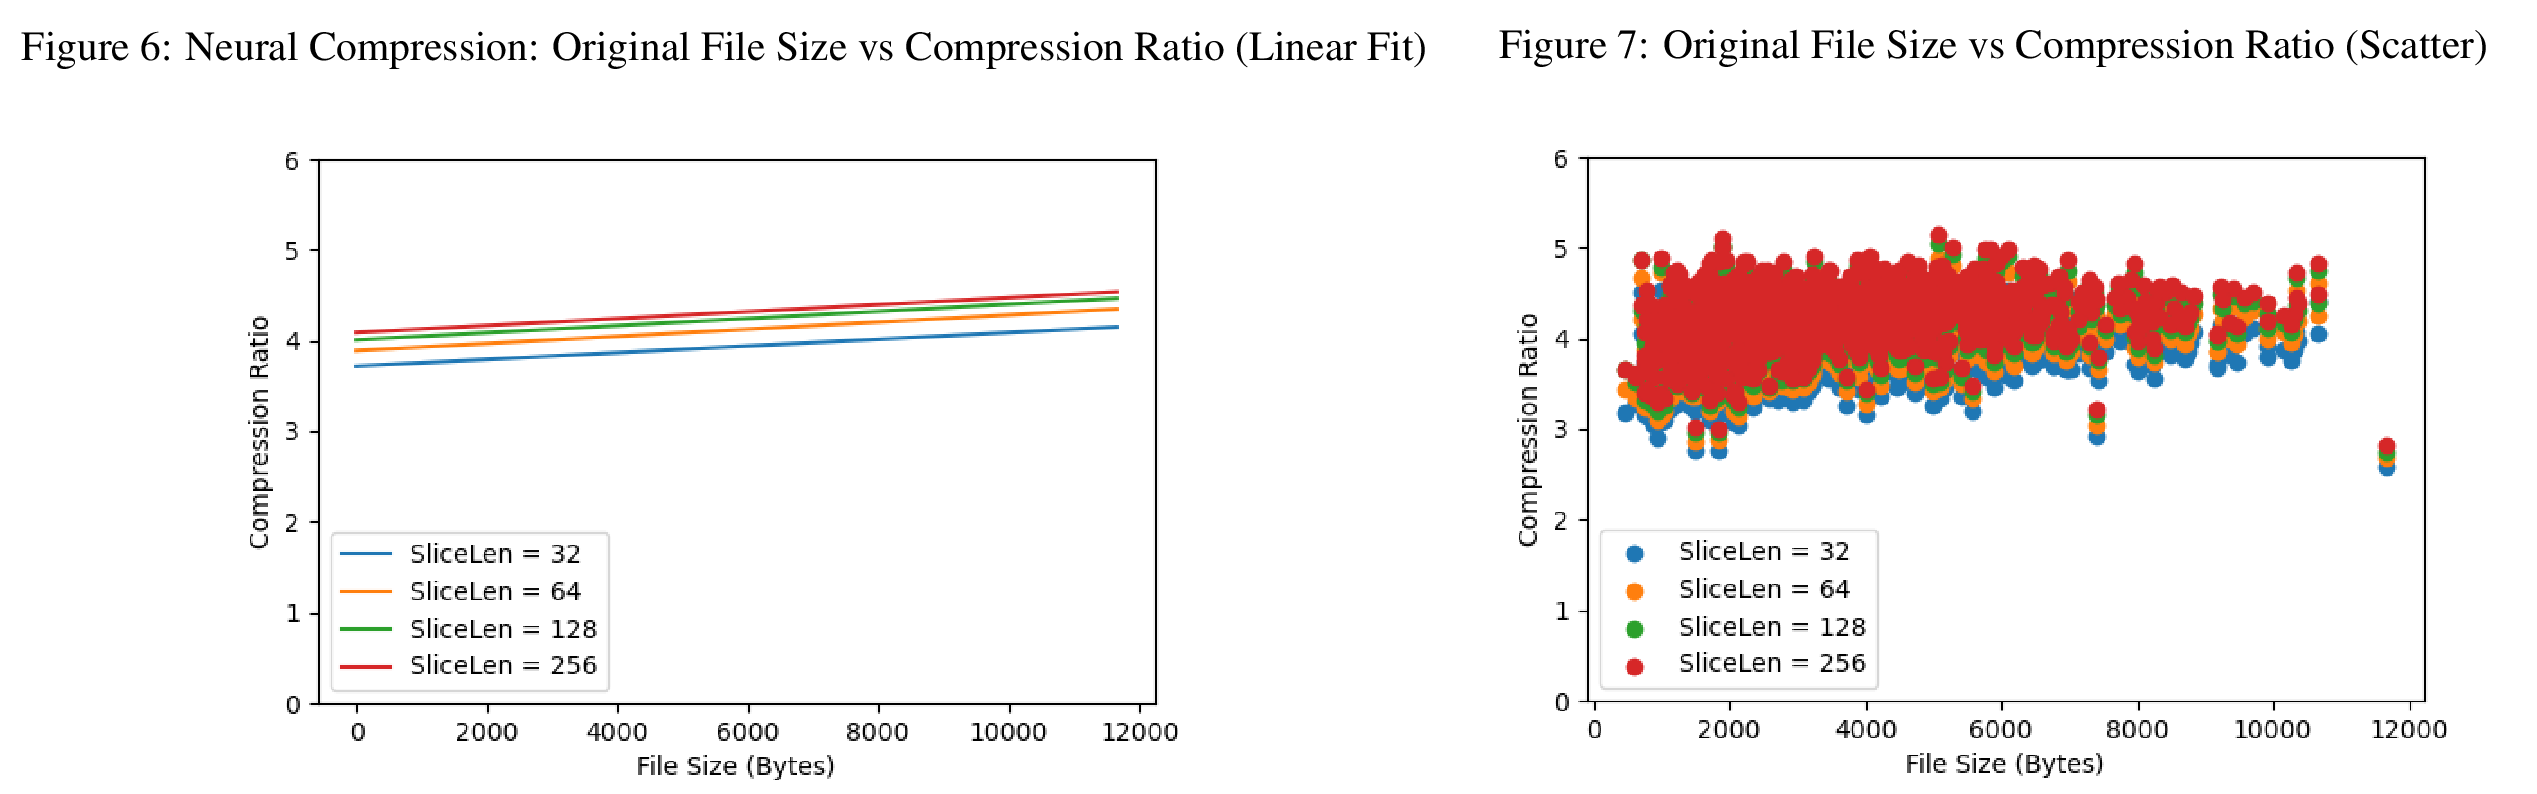 Figure 6: Neural Compression: Original File Size vs Compression Ratio (Linear Fit)
6
5
4
3
2
1
0
Compression Ratio
SliceLen = 32
SliceLen = 64
SliceLen = 128
SliceLen = 256
0 2000 4000 6000 8000 10000 12000
File Size (Bytes)
Figure 7: Original File Size vs Compression Ratio (Scatter)
6
5
4
3
2
1
0
Compression Ratio
SliceLen = 32
SliceLen = 64
SliceLen = 128
SliceLen = 256
0 2000 4000 6000 8000 10000 12000
File Size (Bytes)